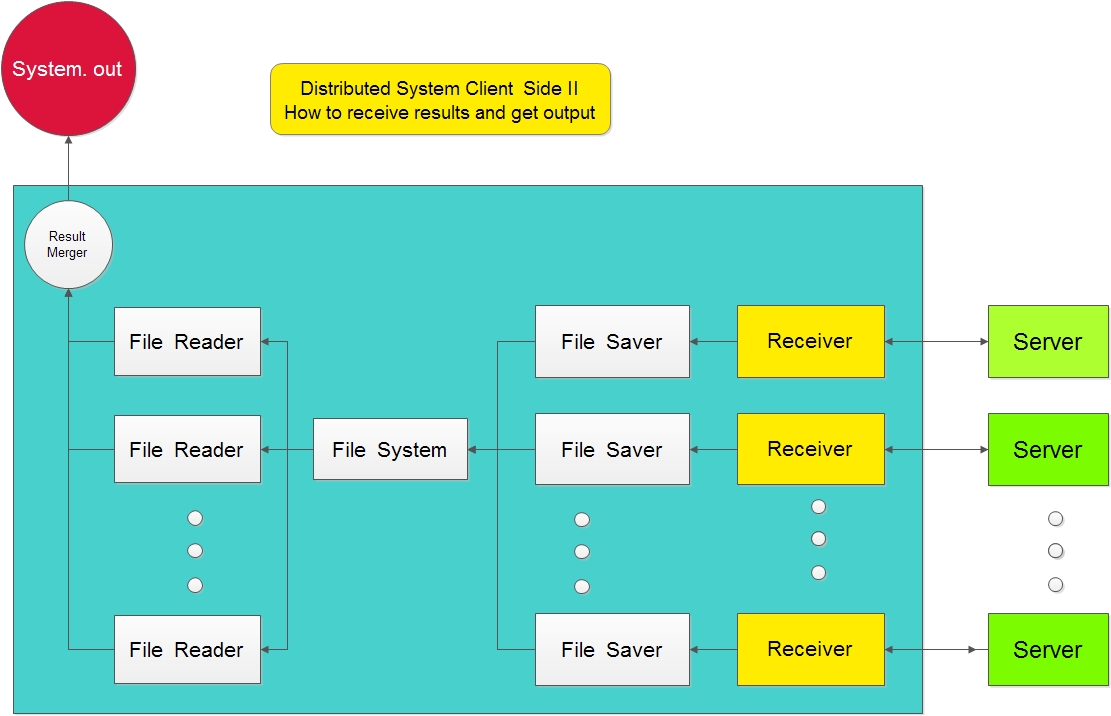 System. out
Distributed System Client Side II
How to receive results and get output
Result
Merger
File Reader
File Saver
Receiver
Server
File Reader
File System
File Saver
Receiver
Server
File Reader
File Saver
Receiver
Server